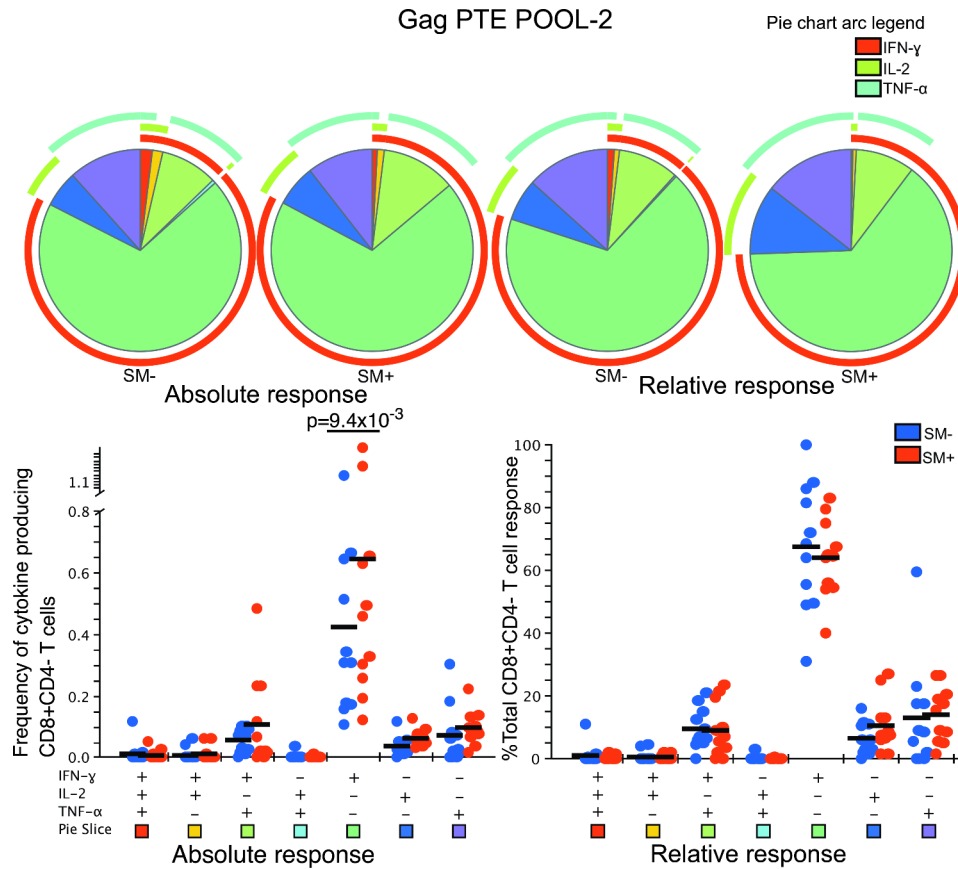 Gag PTE POOL-2
Pie chart arc legend
IFN-γ
IL-2
TNF-α
SM-
SM+
SM-
SM+
Absolute response
Relative response
p=9.4x10-3
Frequency of cytokine producing
CD8+CD4- T cells
1.1
0.8
0.6
0.4
0.2
0.0
%Total CD8+CD4- T cell response
100
80
60
40
20
0
SM-
SM+
IFN-γ + + + - + - - + + + - + - -
IL-2 + + - + - + - + + - + - + -
TNF-α + - + + - - + + - + + - - +
Pie Slice
Absolute response
Relative response